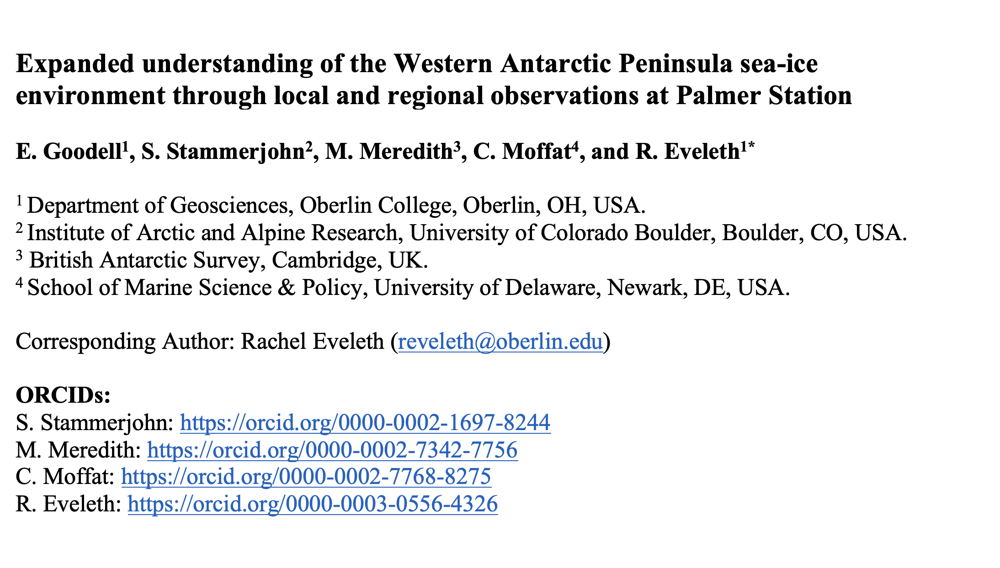 Expanded understanding of the Western Antarctic Peninsula sea-ice
environment through local and regional observations at Palmer Station
E. Goodell¹, S. Stammerjohn², M. Meredith³, C. Moffat⁴, and R. Eveleth¹*
¹ Department of Geosciences, Oberlin College, Oberlin, OH, USA.
² Institute of Arctic and Alpine Research, University of Colorado Boulder, Boulder, CO, USA.
³ British Antarctic Survey, Cambridge, UK.
⁴ School of Marine Science & Policy, University of Delaware, Newark, DE, USA.
Corresponding Author: Rachel Eveleth (reveleth@oberlin.edu)
ORCIDs:
S. Stammerjohn: https://orcid.org/0000-0002-1697-8244
M. Meredith: https://orcid.org/0000-0002-7342-7756
C. Moffat: https://orcid.org/0000-0002-7768-8275
R. Eveleth: https://orcid.org/0000-0003-0556-4326